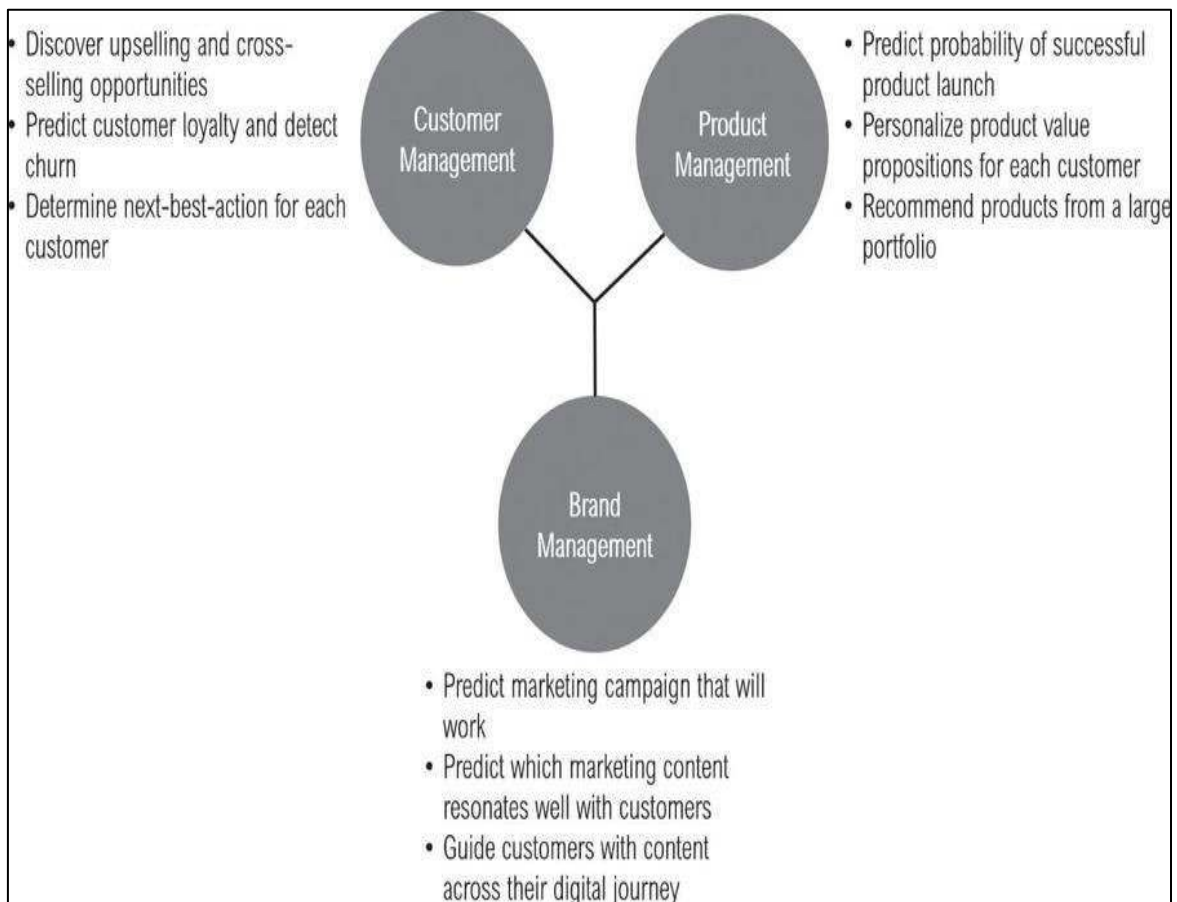 • Discover upselling and cross-
selling opportunities
• Predict customer loyalty and detect
churn
• Determine next-best-action for each
customer
Customer
Management
Product
Management
• Predict probability of successful
product launch
• Personalize product value
propositions for each customer
• Recommend products from a large
portfolio
Brand
Management
• Predict marketing campaign that will
work
• Predict which marketing content
resonates well with customers
• Guide customers with content
across their digital journey